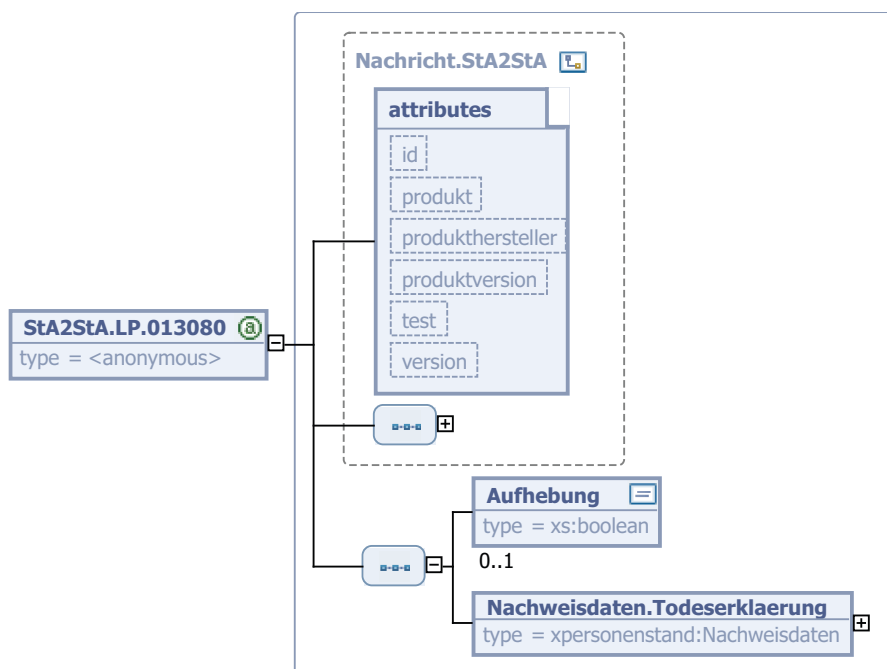 Nachricht.StA2StA
attributes
id
produkt
produkthersteller
produktversion
test
version
StA2StA.LP.013080
type = <anonymous>
Aufhebung
type = xs:boolean
0..1
Nachweisdaten.Todeserklaerung
type = xpersonenstand:Nachweisdaten